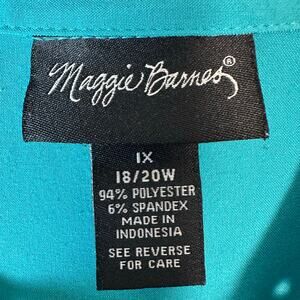 Maggie Barnes®
1X
18/20W
94% POLYESTER
6% SPANDEX
MADE IN
INDONESIA
SEE REVERSE
FOR CARE